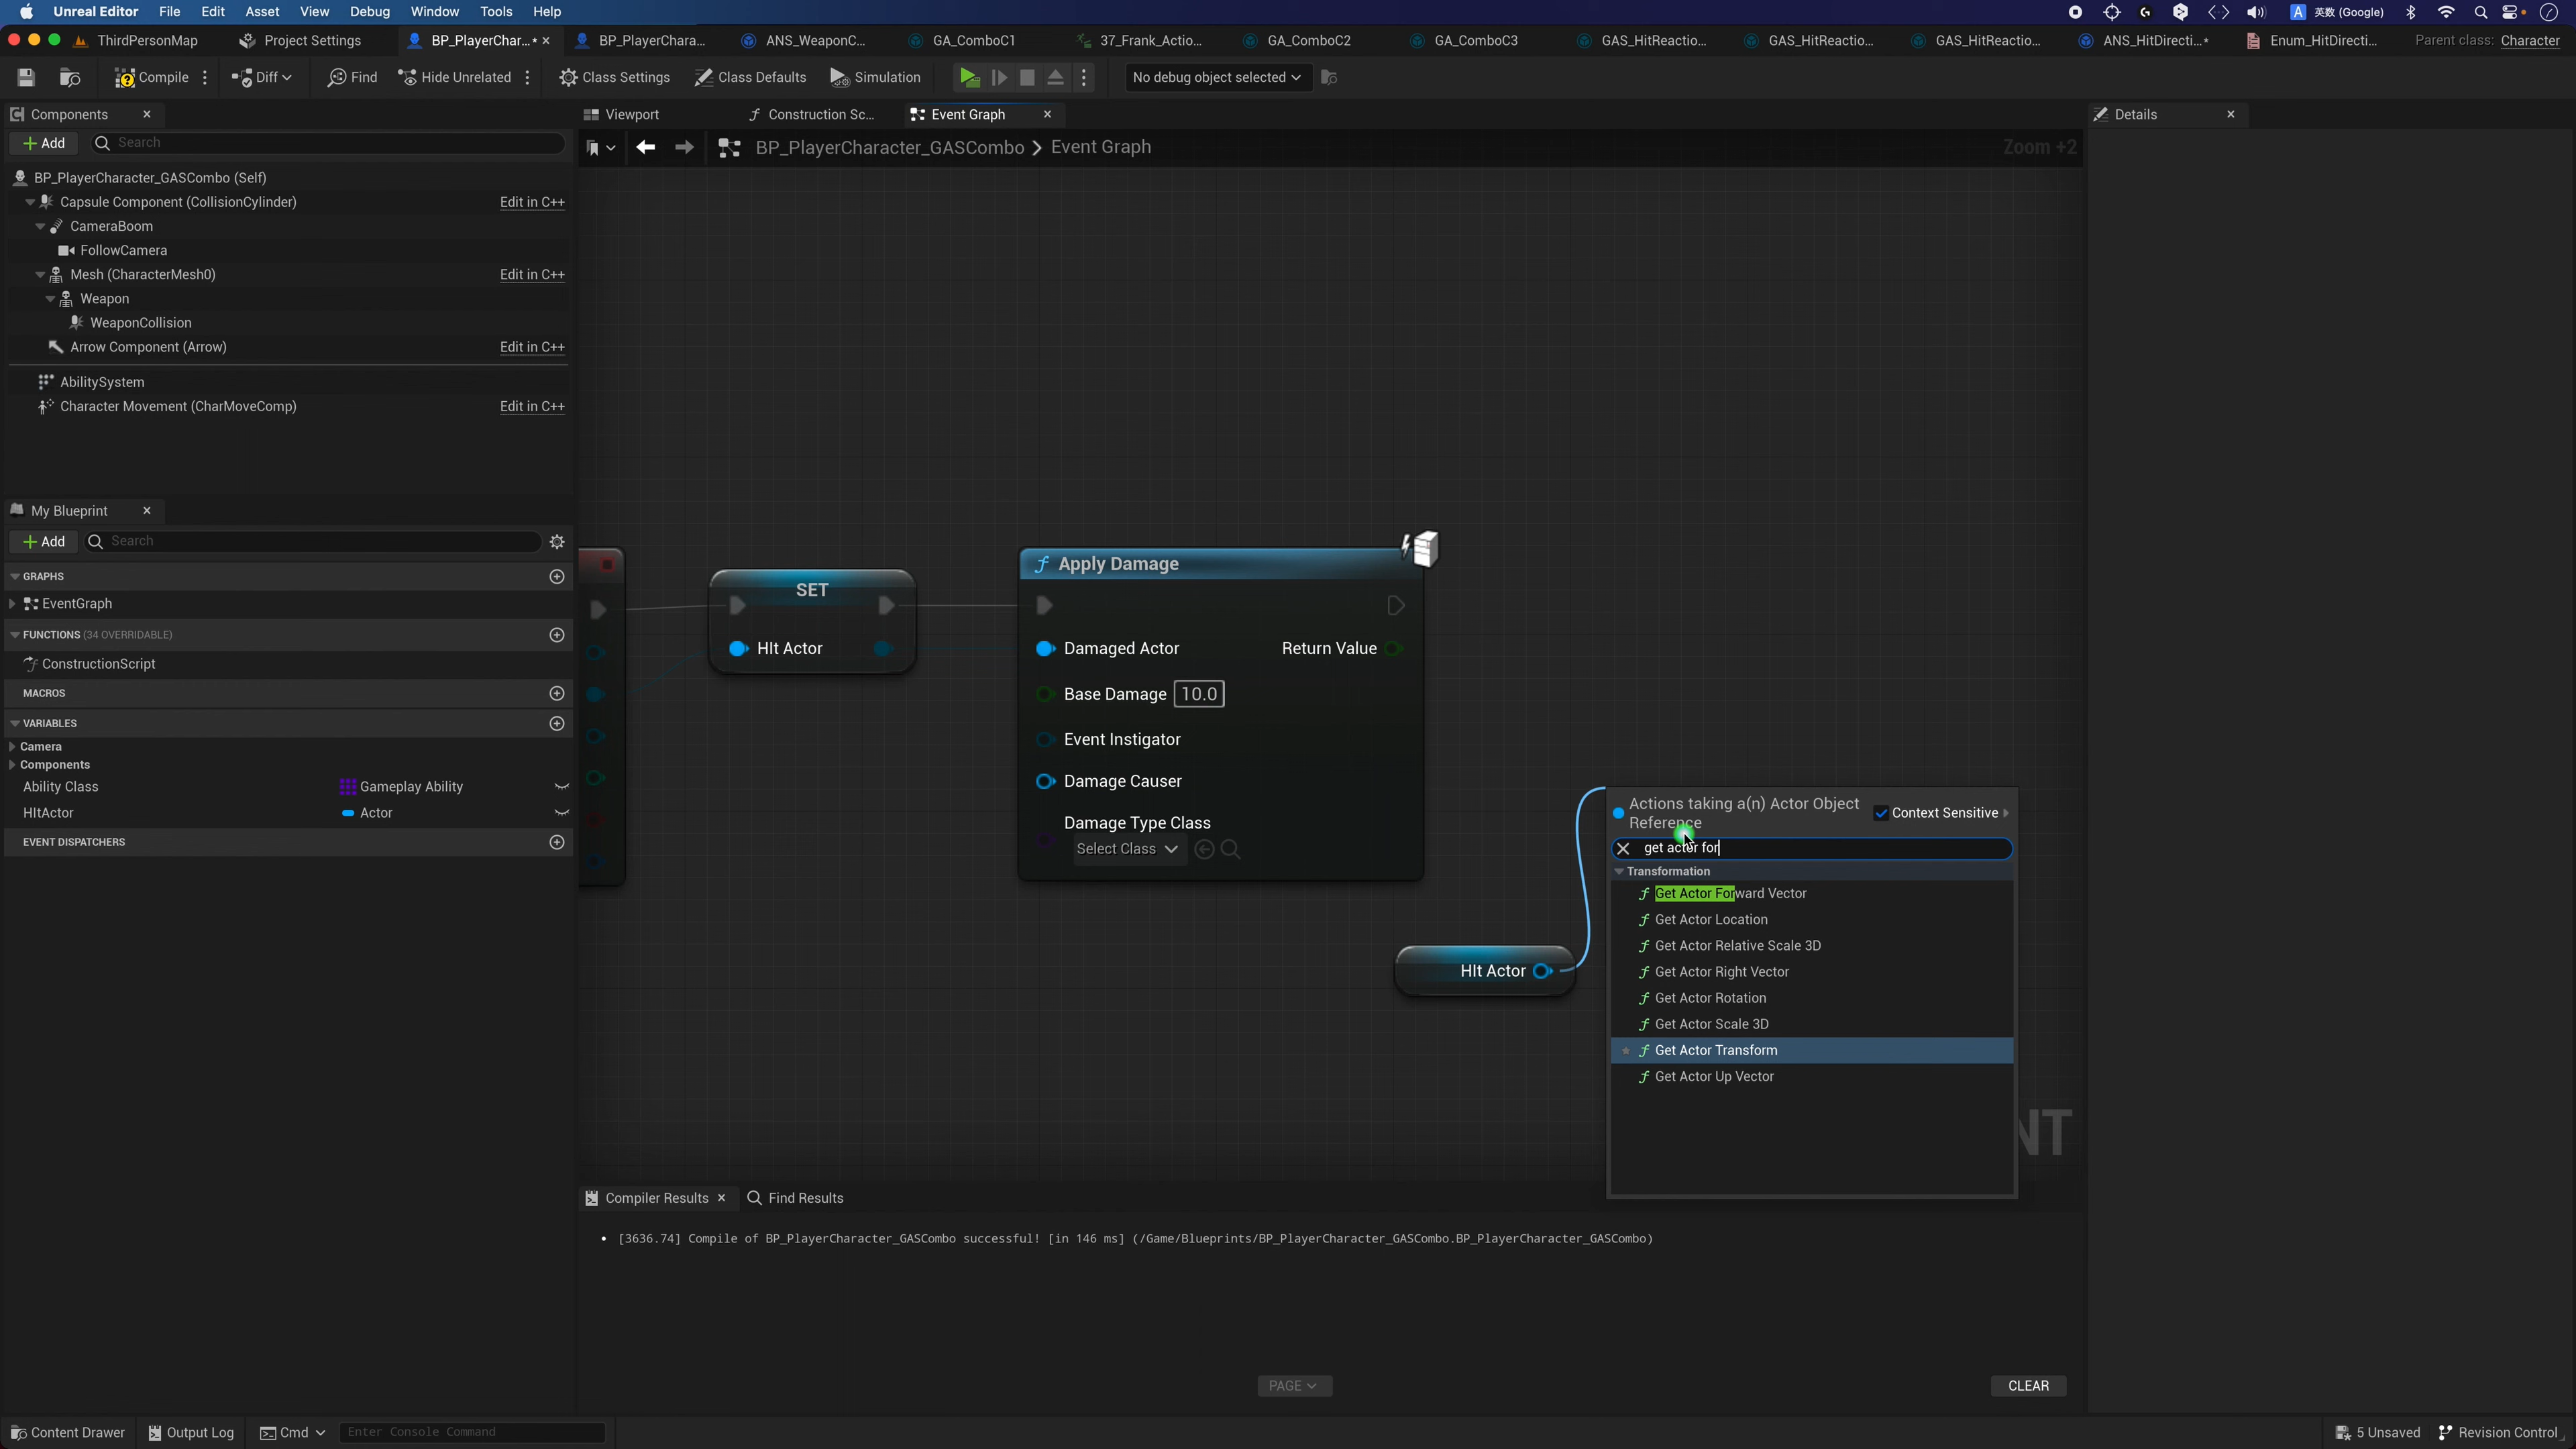 Unreal Editor File Edit Asset View Debug Window Tools Help
A 英数 (Google)
ThirdPersonMap Project Settings BP_PlayerChar...* BP_PlayerChara... ANS_WeaponC... GA_ComboC1 37_Frank_Actio... GA_ComboC2 GA_ComboC3 GAS_HitReactio... GAS_HitReactio... GAS_HitReactio... ANS_HitDirecti...* Enum_HitDirecti... Parent class: Character
Compile Diff Find Hide Unrelated Class Settings Class Defaults Simulation No debug object selected
Components
Viewport Construction Sc... Event Graph
Details
Add Search
BP_PlayerCharacter_GASCombo > Event Graph
Zoom +2
BP_PlayerCharacter_GASCombo (Self)
Capsule Component (CollisionCylinder) Edit in C++
CameraBoom
FollowCamera
Mesh (CharacterMesh0) Edit in C++
Weapon
WeaponCollision
Arrow Component (Arrow) Edit in C++
AbilitySystem
Character Movement (CharMoveComp) Edit in C++
My Blueprint
Add Search
GRAPHS
EventGraph
FUNCTIONS (34 OVERRIDABLE)
ConstructionScript
MACROS
VARIABLES
Camera
Components
Ability Class Gameplay Ability
HItActor Actor
EVENT DISPATCHERS
SET
HIt Actor
Apply Damage
Damaged Actor Return Value
Base Damage 10.0
Event Instigator
Damage Causer
Damage Type Class
Select Class
HIt Actor
Actions taking a(n) Actor Object
Reference
Context Sensitive
get actor for
Transformation
Get Actor Forward Vector
Get Actor Location
Get Actor Relative Scale 3D
Get Actor Right Vector
Get Actor Rotation
Get Actor Scale 3D
Get Actor Transform
Get Actor Up Vector
NT
Compiler Results Find Results
[3636.74] Compile of BP_PlayerCharacter_GASCombo successful! [in 146 ms] (/Game/Blueprints/BP_PlayerCharacter_GASCombo.BP_PlayerCharacter_GASCombo)
PAGE
CLEAR
Content Drawer Output Log Cmd Enter Console Command
5 Unsaved Revision Control